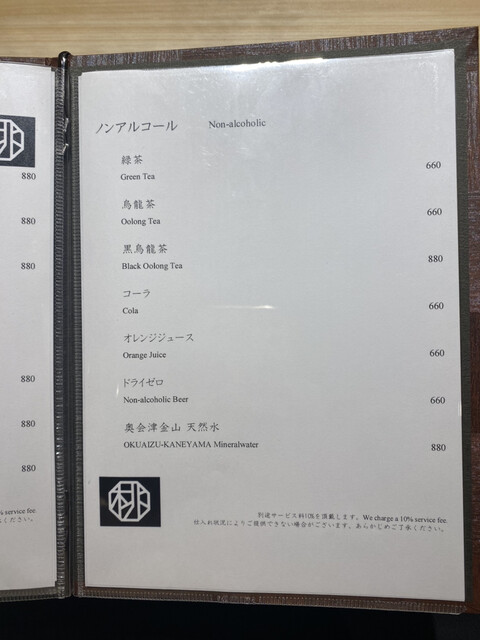 ノンアルコール Non-alcoholic
緑茶
Green Tea 660
烏龍茶
Oolong Tea 660
黒烏龍茶
Black Oolong Tea 880
コーラ
Cola 660
オレンジジュース
Orange Juice 660
ドライゼロ
Non-alcoholic Beer 660
奥会津金山 天然水
OKUAIZU-KANEYAMA Mineralwater 880
別途サービス料10%を頂戴します。We charge a 10% service fee.
仕入れ状況によりご提供できない場合がございます。あらかじめご了承ください。
880
880
880
880
880
880
% service fee.
ください。